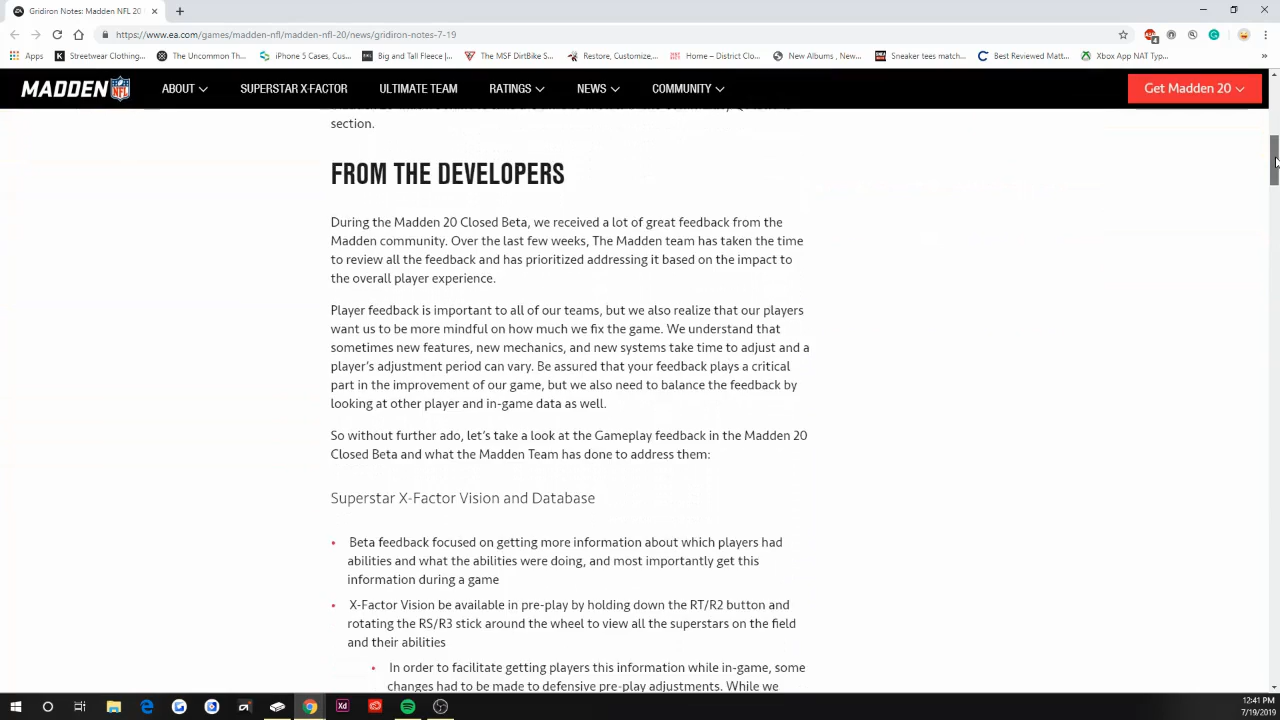 Gridiron Notes - Madden NFL 20
https://www.ea.com/games/madden-nfl/madden-nfl-20/news/gridiron-notes-7-19
4
Apps
Streetwear Clothing...
The Uncommon Th...
iPhone 5 Cases, Cus...
Big and Tall Fleece |...
The MSF DirtBike S...
Restore, Customize,...
Home – District Clo...
New Albums , New...
Sneaker tees match...
Best Reviewed Matt...
Xbox App NAT Typ...
»
MADDEN
NFL
ABOUT
SUPERSTAR X-FACTOR
ULTIMATE TEAM
RATINGS
NEWS
COMMUNITY
Get Madden 20
section.
FROM THE DEVELOPERS
During the Madden 20 Closed Beta, we received a lot of great feedback from the
Madden community. Over the last few weeks, The Madden team has taken the time
to review all the feedback and has prioritized addressing it based on the impact to
the overall player experience.
Player feedback is important to all of our teams, but we also realize that our players
want us to be more mindful on how much we fix the game. We understand that
sometimes new features, new mechanics, and new systems take time to adjust and a
player's adjustment period can vary. Be assured that your feedback plays a critical
part in the improvement of our game, but we also need to balance the feedback by
looking at other player and in-game data as well.
So without further ado, let's take a look at the Gameplay feedback in the Madden 20
Closed Beta and what the Madden Team has done to address them:
Superstar X-Factor Vision and Database
• Beta feedback focused on getting more information about which players had
abilities and what the abilities were doing, and most importantly get this
information during a game
• X-Factor Vision be available in pre-play by holding down the RT/R2 button and
rotating the RS/R3 stick around the wheel to view all the superstars on the field
and their abilities
• In order to facilitate getting players this information while in-game, some
changes had to be made to defensive pre-play adjustments. While we
Xd
12:41 PM
7/19/2019